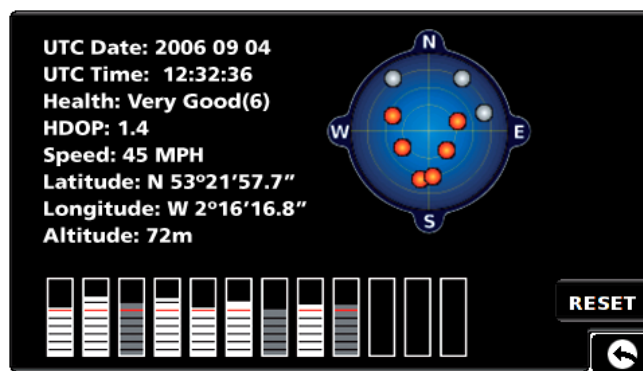 UTC Date: 2006 09 04
UTC Time: 12:32:36
Health: Very Good(6)
HDOP: 1.4
Speed: 45 MPH
Latitude: N 53º21’57.7”
Longitude: W 2º16’16.8”
Altitude: 72m
N
W
E
S
RESET